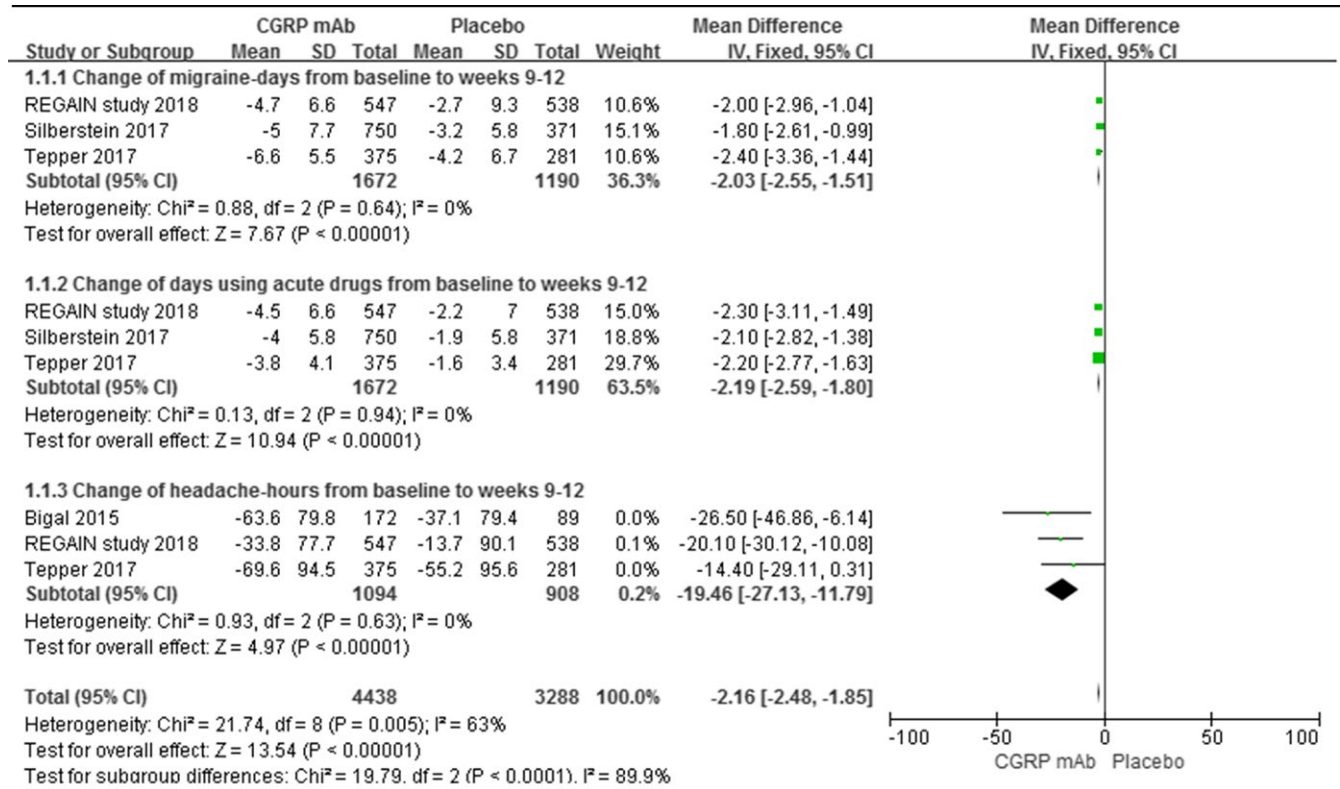 CGRP mAb Placebo Mean Difference Mean Difference
Study or Subgroup Mean SD Total Mean SD Total Weight IV, Fixed, 95% CI IV, Fixed, 95% CI
1.1.1 Change of migraine-days from baseline to weeks 9-12
REGAIN study 2018 -4.7 6.6 547 -2.7 9.3 538 10.6% -2.00 [-2.96, -1.04]
Silberstein 2017 -5 7.7 750 -3.2 5.8 371 15.1% -1.80 [-2.61, -0.99]
Tepper 2017 -6.6 5.5 375 -4.2 6.7 281 10.6% -2.40 [-3.36, -1.44]
Subtotal (95% CI) 1672 1190 36.3% -2.03 [-2.55, -1.51]
Heterogeneity: Chi² = 0.88, df = 2 (P = 0.64); I² = 0%
Test for overall effect: Z = 7.67 (P < 0.00001)
1.1.2 Change of days using acute drugs from baseline to weeks 9-12
REGAIN study 2018 -4.5 6.6 547 -2.2 7 538 15.0% -2.30 [-3.11, -1.49]
Silberstein 2017 -4 5.8 750 -1.9 5.8 371 18.8% -2.10 [-2.82, -1.38]
Tepper 2017 -3.8 4.1 375 -1.6 3.4 281 29.7% -2.20 [-2.77, -1.63]
Subtotal (95% CI) 1672 1190 63.5% -2.19 [-2.59, -1.80]
Heterogeneity: Chi² = 0.13, df = 2 (P = 0.94); I² = 0%
Test for overall effect: Z = 10.94 (P < 0.00001)
1.1.3 Change of headache-hours from baseline to weeks 9-12
Bigal 2015 -63.6 79.8 172 -37.1 79.4 89 0.0% -26.50 [-46.86, -6.14]
REGAIN study 2018 -33.8 77.7 547 -13.7 90.1 538 0.1% -20.10 [-30.12, -10.08]
Tepper 2017 -69.6 94.5 375 -55.2 95.6 281 0.0% -14.40 [-29.11, 0.31]
Subtotal (95% CI) 1094 908 0.2% -19.46 [-27.13, -11.79]
Heterogeneity: Chi² = 0.93, df = 2 (P = 0.63); I² = 0%
Test for overall effect: Z = 4.97 (P < 0.00001)
Total (95% CI) 4438 3288 100.0% -2.16 [-2.48, -1.85]
Heterogeneity: Chi² = 21.74, df = 8 (P = 0.005); I² = 63%
Test for overall effect: Z = 13.54 (P < 0.00001)
Test for subgroup differences: Chi² = 19.79. df = 2 (P < 0.0001). I² = 89.9%
-100 -50 0 50 100
CGRP mAb Placebo